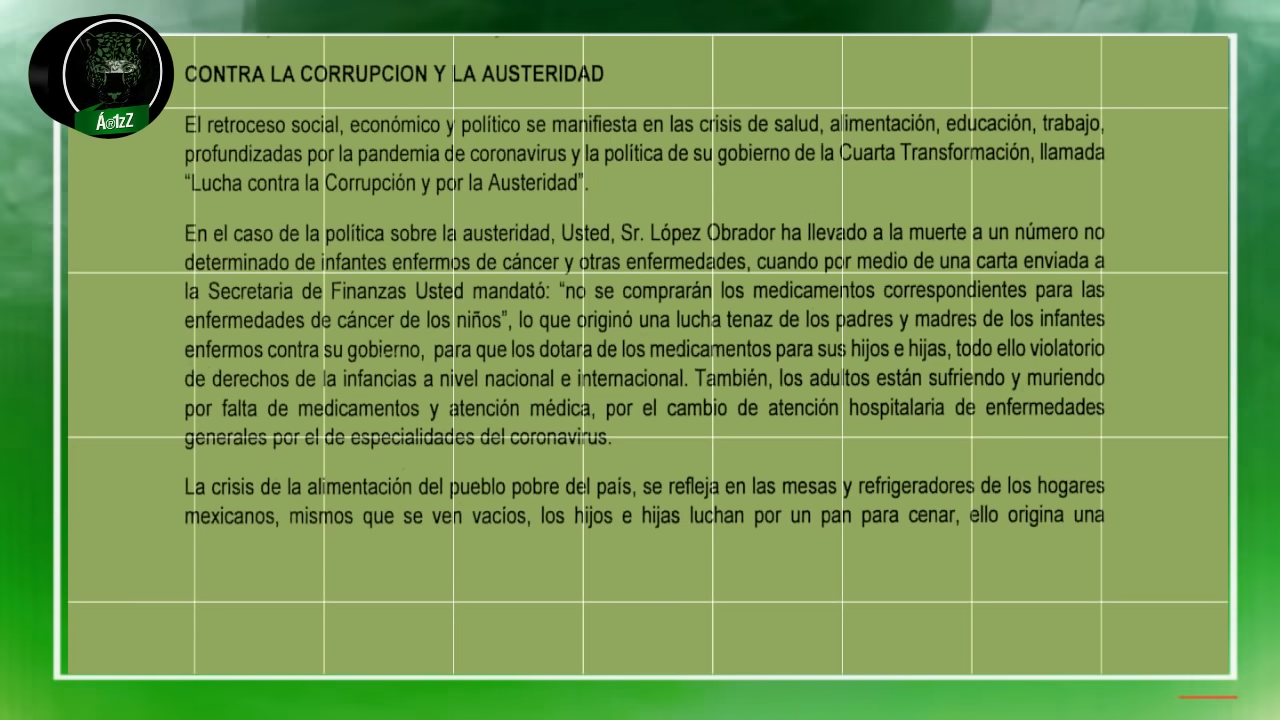 CONTRA LA CORRUPCION Y LA AUSTERIDAD
El retroceso social, económico y político se manifiesta en las crisis de salud, alimentación, educación, trabajo,
profundizadas por la pandemia de coronavirus y la política de su gobierno de la Cuarta Transformación, llamada
“Lucha contra la Corrupción y por la Austeridad”.
En el caso de la política sobre la austeridad, Usted, Sr. López Obrador ha llevado a la muerte a un número no
determinado de infantes enfermos de cáncer y otras enfermedades, cuando por medio de una carta enviada a
la Secretaria de Finanzas Usted mandató: “no se comprarán los medicamentos correspondientes para las
enfermedades de cáncer de los niños”, lo que originó una lucha tenaz de los padres y madres de los infantes
enfermos contra su gobierno, para que los dotara de los medicamentos para sus hijos e hijas, todo ello violatorio
de derechos de la infancias a nivel nacional e internacional. También, los adultos están sufriendo y muriendo
por falta de medicamentos y atención médica, por el cambio de atención hospitalaria de enfermedades
generales por el de especialidades del coronavirus.
La crisis de la alimentación del pueblo pobre del país, se refleja en las mesas y refrigeradores de los hogares
mexicanos, mismos que se ven vacíos, los hijos e hijas luchan por un pan para cenar, ello origina una